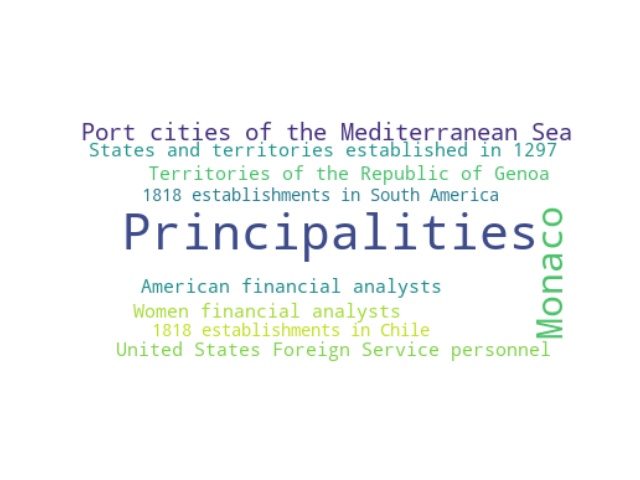 Port cities of the Mediterranean Sea
States and territories established in 1297
Territories of the Republic of Genoa
1818 establishments in South America
Principalities
Monaco
American financial analysts
Women financial analysts
1818 establishments in Chile
United States Foreign Service personnel